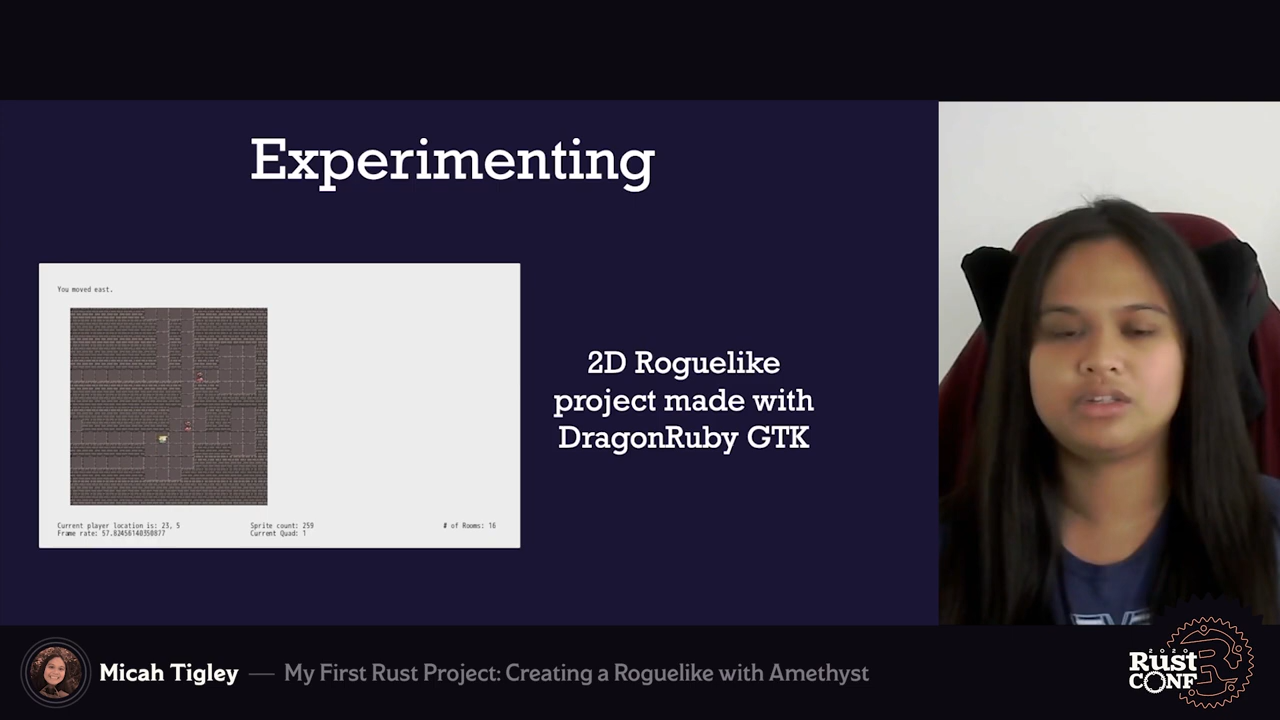 Experimenting
You moved east.
Current player location is: 23, 5
Frame rate: 57.82456140350877
Sprite count: 259
Current Quad: 1
# of Rooms: 16
2D Roguelike
project made with
DragonRuby GTK
Micah Tigley — My First Rust Project: Creating a Roguelike with Amethyst
2020
Rust
CONF